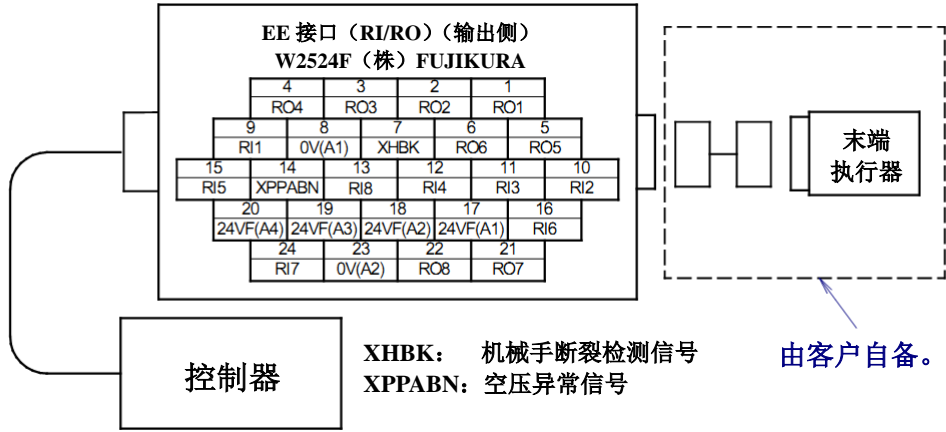 EE 接口（RI/RO）(输出侧）
W2524F（株）FUJIKURA
4 3 2 1
RO4 RO3 RO2 RO1
9 8 7 6 5
RI1 0V(A1) XHBK RO6 RO5
15 14 13 12 11 10
RI5 XPPABN RI8 RI4 RI3 RI2
20 19 18 17 16
24VF(A4) 24VF(A3) 24VF(A2) 24VF(A1) RI6
24 23 22 21
RI7 0V(A2) RO8 RO7
末端
执行器
由客户自备。
控制器
XHBK： 机械手断裂检测信号
XPPABN：空压异常信号